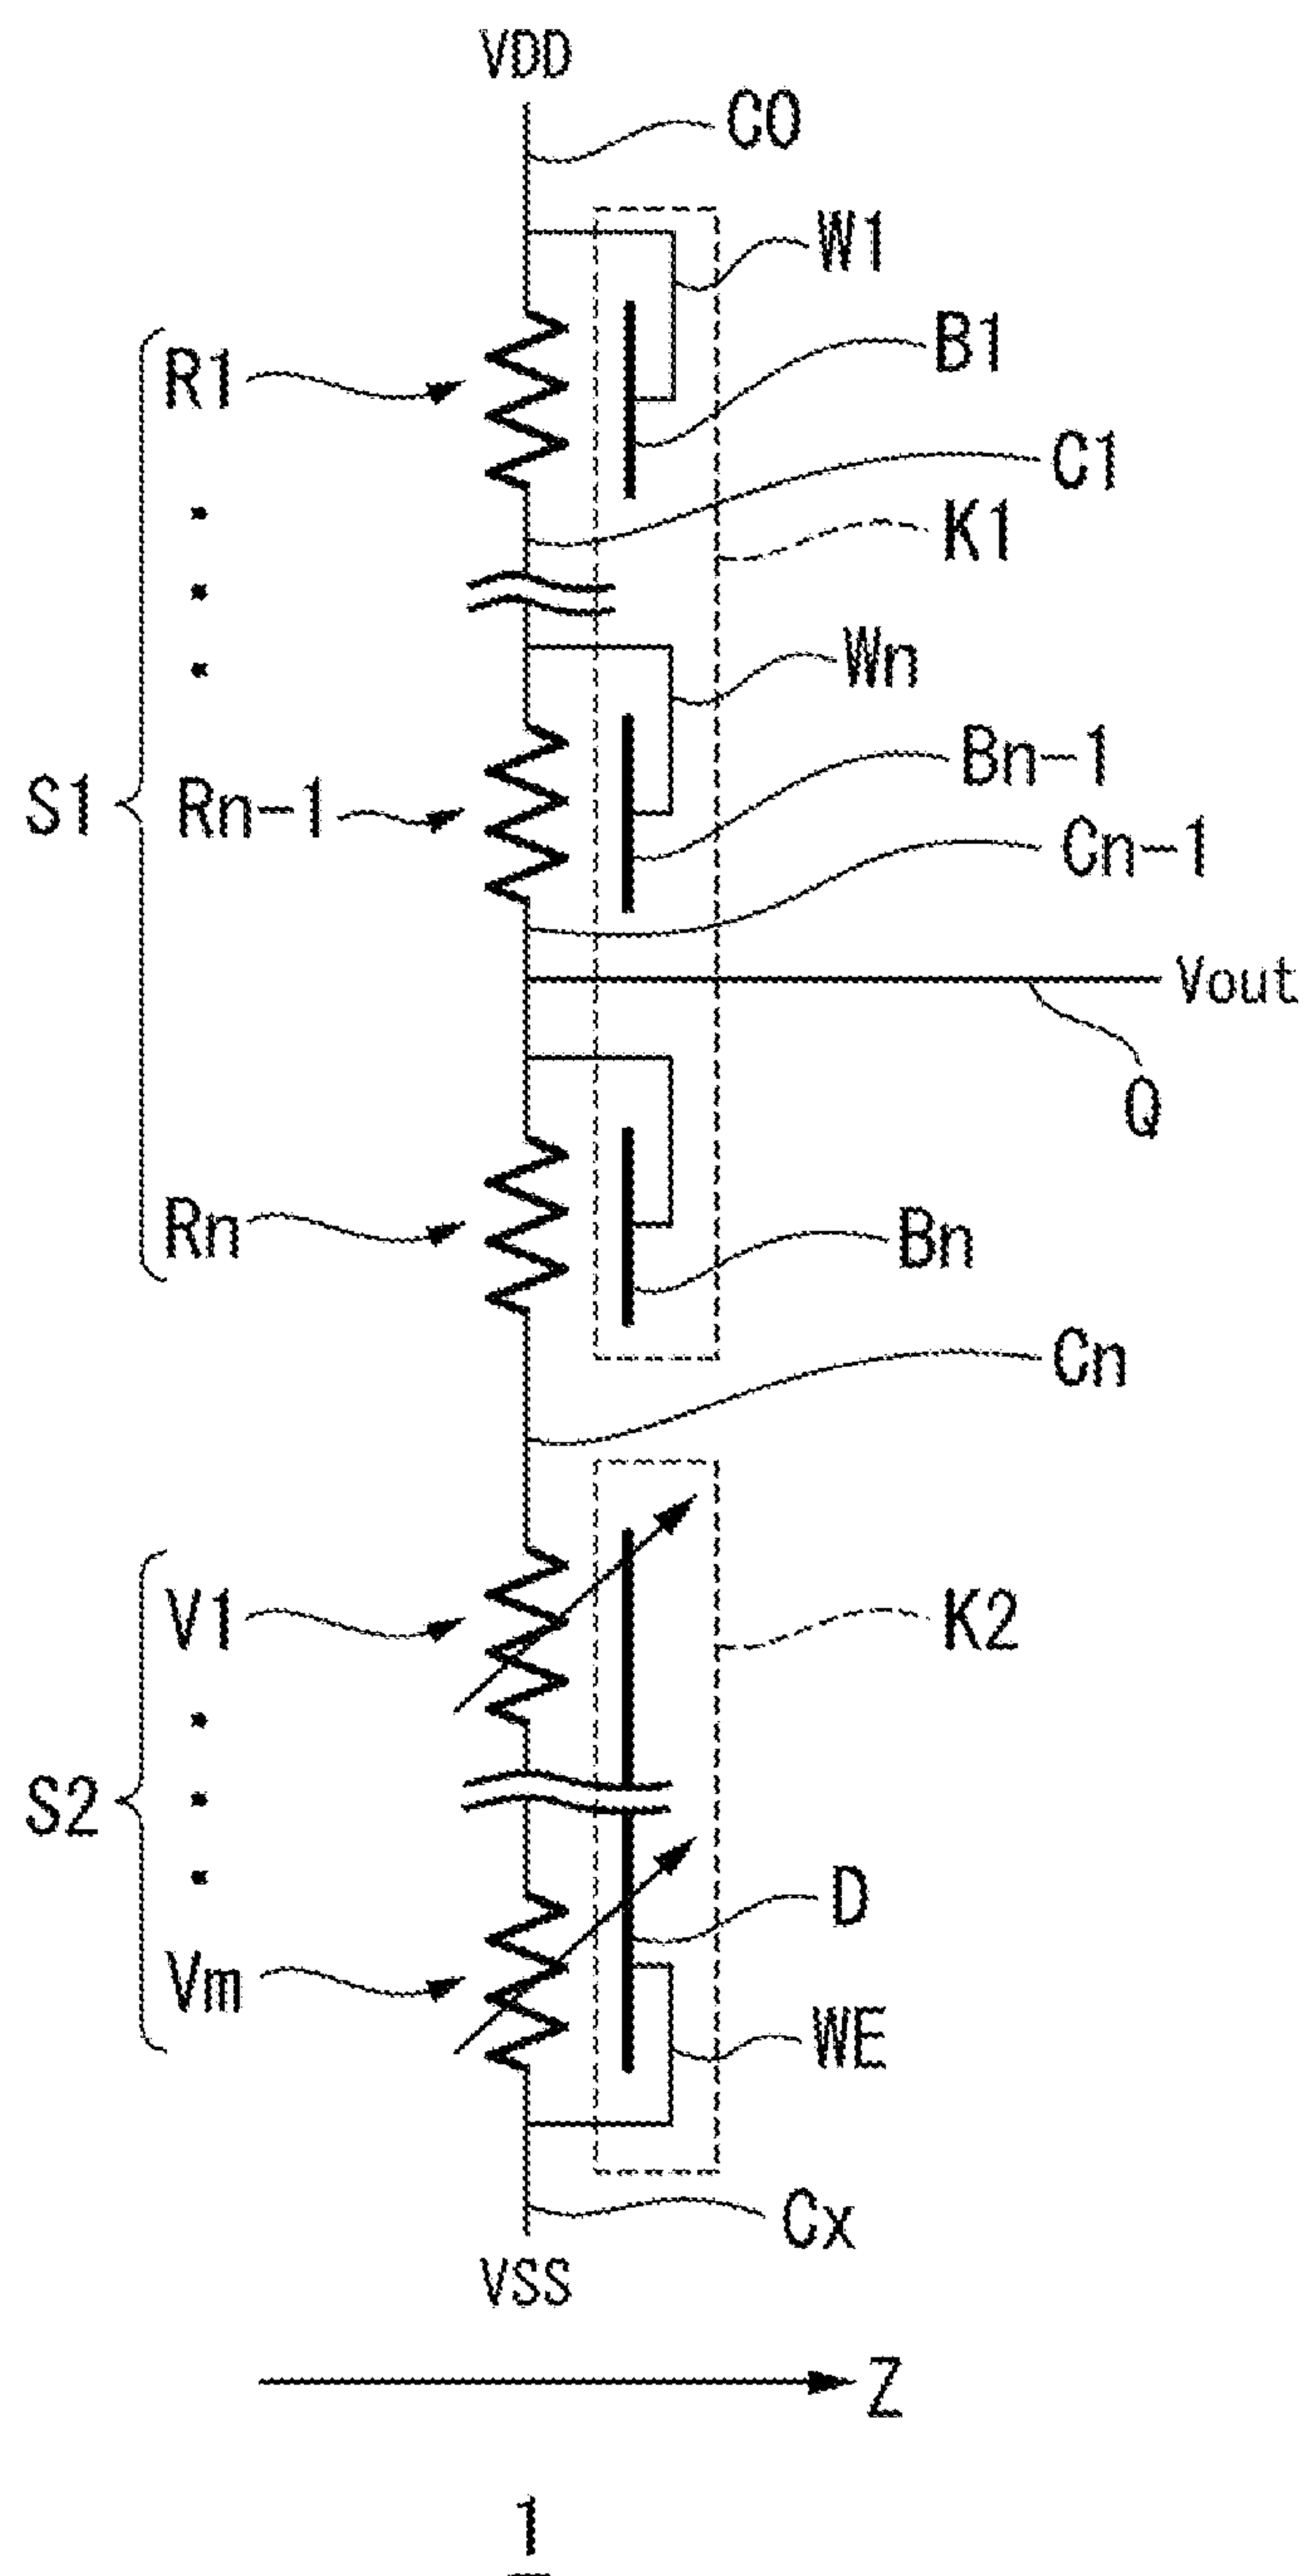 VDD
C0
W1
B1
R1
C1
K1
Wn
Bn-1
S1
Rn-1
Cn-1
Vout
Q
Rn
Bn
Cn
V1
K2
S2
D
Vm
WE
Cx
VSS
Z
1